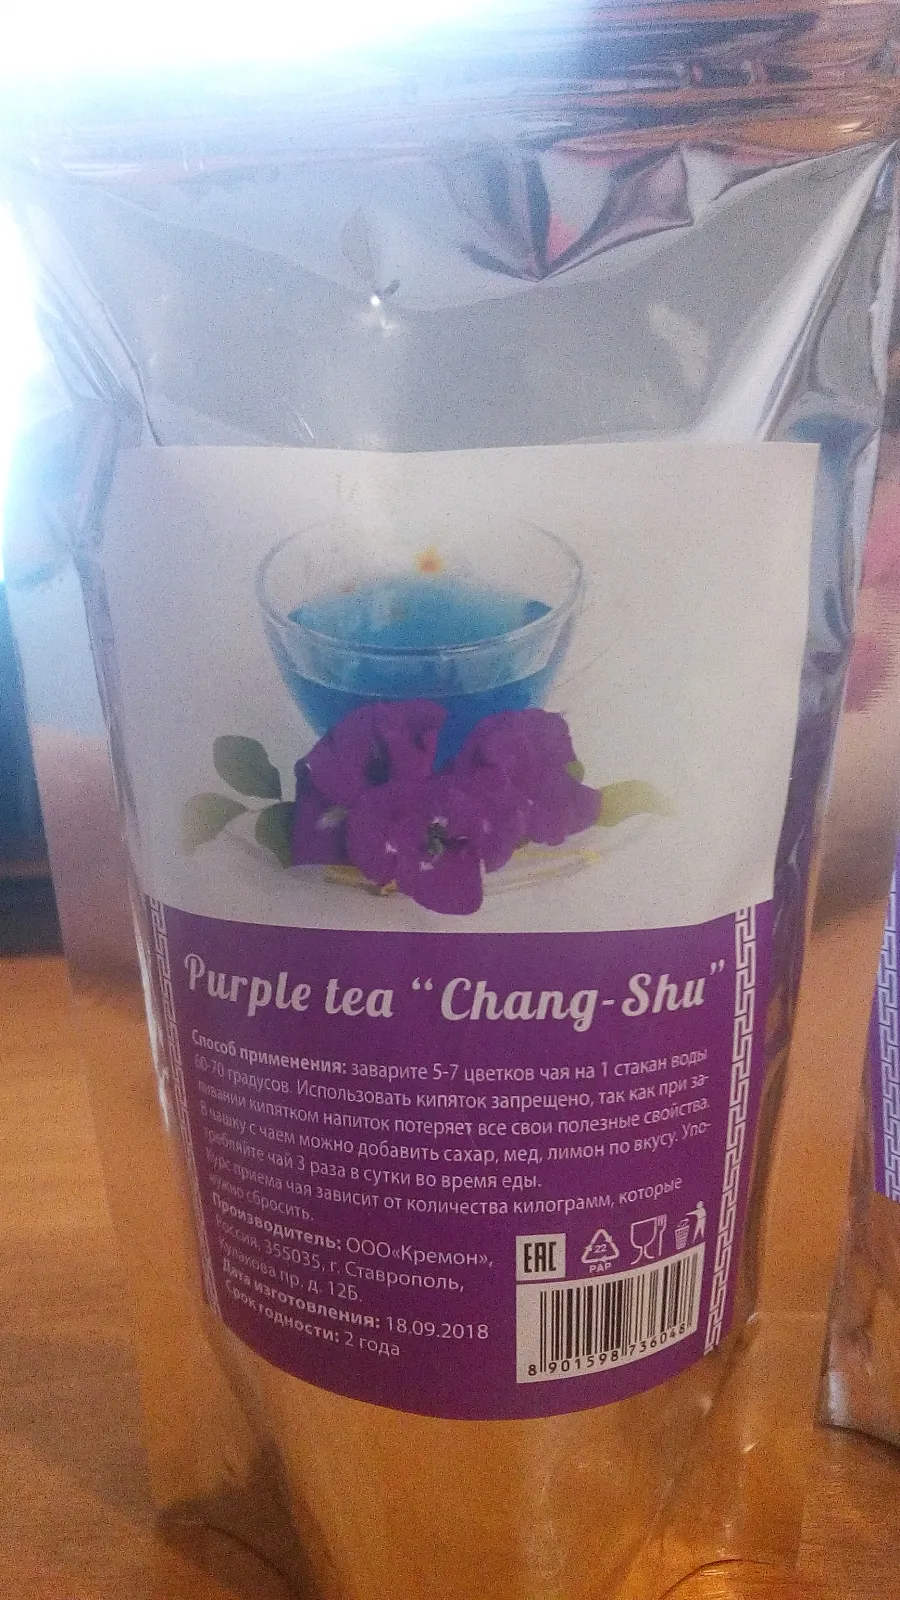 Purple tea “Chang-Shu”
Способ применения: заварите 5-7 цветков чая на 1 стакан воды
60-70 градусов. Использовать кипяток запрещено, так как при за-
ливании кипятком напиток потеряет все свои полезные свойства.
В чашку с чаем можно добавить сахар, мед, лимон по вкусу. Упо-
требляйте чай 3 раза в сутки во время еды.
Курс приема чая зависит от количества килограмм, которые
нужно сбросить.
Производитель: ООО«Кремон»,
Россия, 355035, г. Ставрополь,
Кулакова пр. д. 12Б.
Дата изготовления: 18.09.2018
Срок годности: 2 года
EAC
22
PAP
8 901598 736048